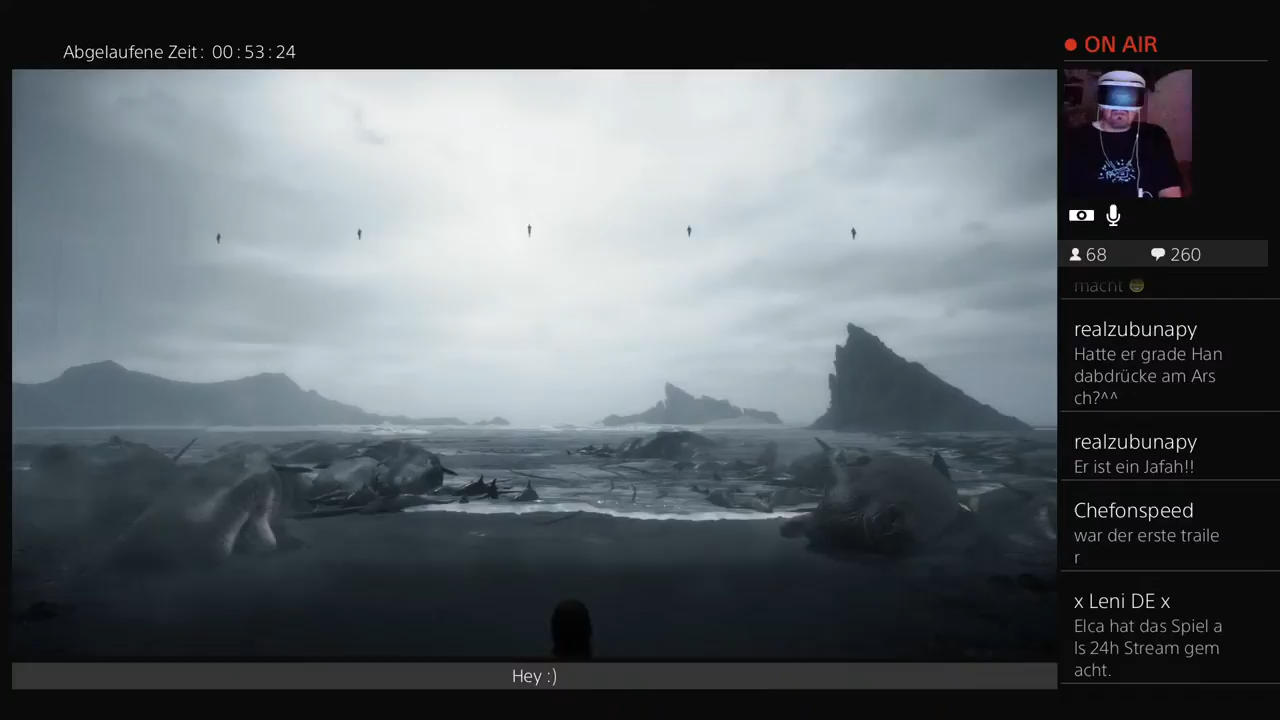 Abgelaufene Zeit: 00:53:24
ON AIR
68 260
macht
realzubunapy
Hatte er grade Han
dabdrücke am Ars
ch?^^
realzubunapy
Er ist ein Jafah!!
Chefonspeed
war der erste traile
r
x Leni DE x
Elca hat das Spiel a
ls 24h Stream gem
acht.
Hey :)